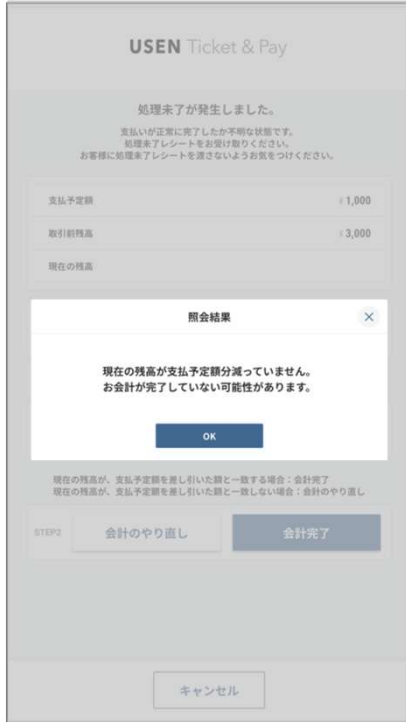 USEN Ticket & Pay
処理未了が発生しました。
支払いが正常に完了したか不明な状態です。
処理未了レシートをお受け取りください。
お客様に処理未了レシートを渡さないようお気をつけください。
支払予定額 ¥ 1,000
取引前残高 ¥ 3,000
現在の残高
照会結果
現在の残高が支払予定額分減っていません。
お会計が完了していない可能性があります。
OK
現在の残高が、支払予定額を差し引いた額と一致する場合：会計完了
現在の残高が、支払予定額を差し引いた額と一致しない場合：会計のやり直し
STEP2 会計のやり直し 会計完了
キャンセル